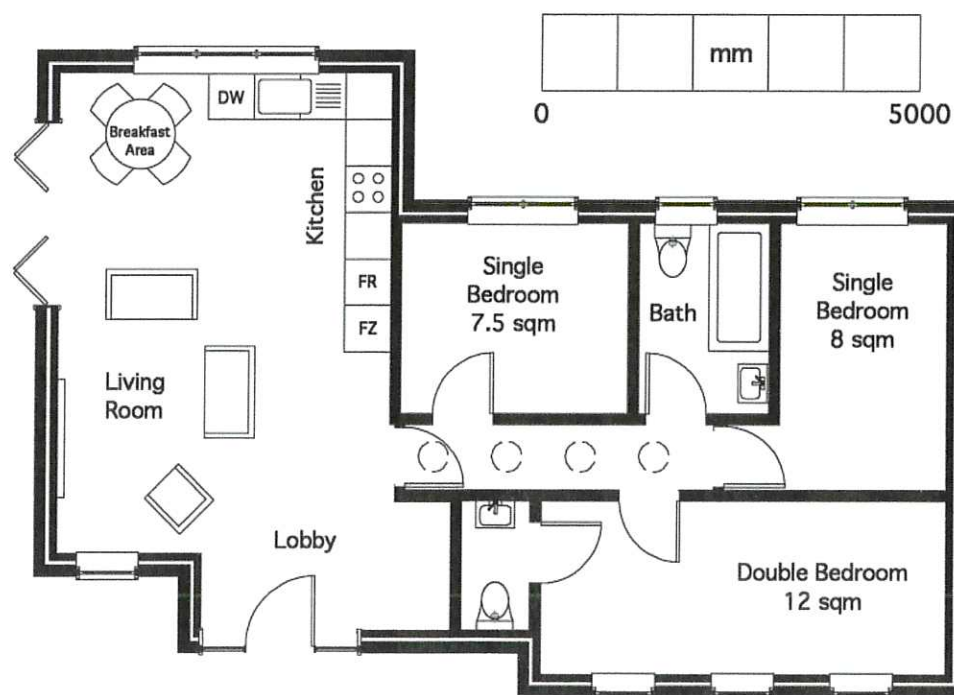 mm
0
5000
DW
Breakfast
Area
Kitchen
FR
FZ
Single
Bedroom
7.5 sqm
Bath
Single
Bedroom
8 sqm
Living
Room
Lobby
Double Bedroom
12 sqm